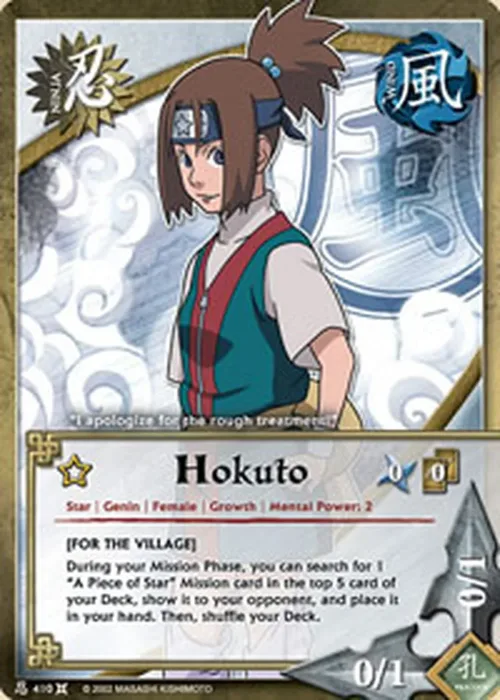 NINJA 忍
WIND 風
"I apologize for the rough treatment."
Hokuto
0 0
Star | Genin | Female | Growth | Mental Power: 2
[FOR THE VILLAGE]
During your Mission Phase, you can search for 1
"A Piece of Star" Mission card in the top 5 card of
your Deck, show it to your opponent, and place it
in your hand. Then, shuffle your Deck.
0/1
0/1
410 © 2002 MASASHI KISHIMOTO